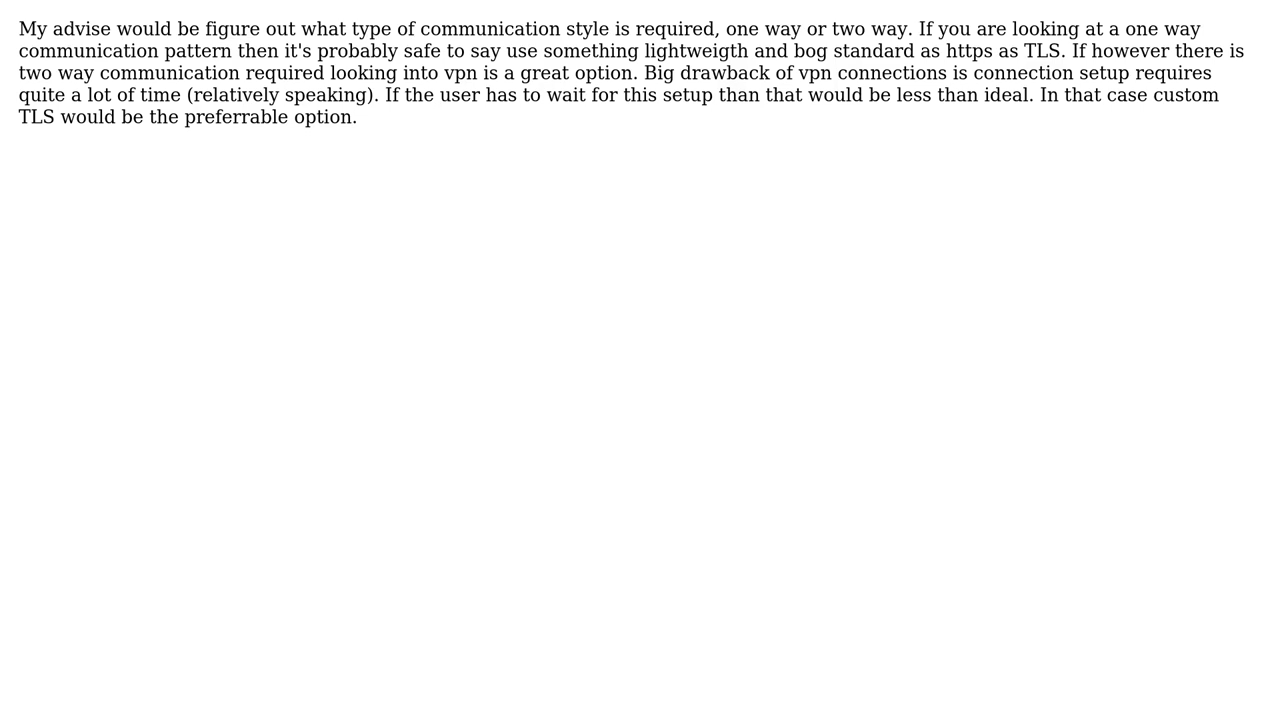 My advise would be figure out what type of communication style is required, one way or two way. If you are looking at a one way
communication pattern then it's probably safe to say use something lightweigth and bog standard as https as TLS. If however there is
two way communication required looking into vpn is a great option. Big drawback of vpn connections is connection setup requires
quite a lot of time (relatively speaking). If the user has to wait for this setup than that would be less than ideal. In that case custom
TLS would be the preferrable option.